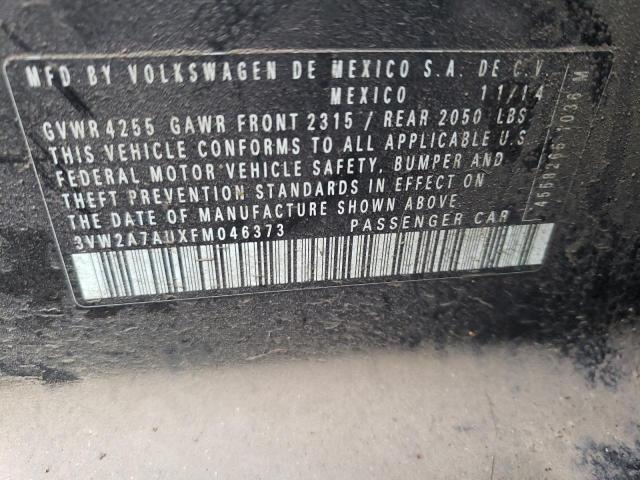 MFD. BY VOLKSWAGEN DE MEXICO S.A. DE C.V.
MEXICO 11/14
GVWR 4255 GAWR FRONT 2315 / REAR 2050 LBS
THIS VEHICLE CONFORMS TO ALL APPLICABLE U.S
FEDERAL MOTOR VEHICLE SAFETY, BUMPER AND
THEFT PREVENTION STANDARDS IN EFFECT ON
THE DATE OF MANUFACTURE SHOWN ABOVE.
3VW2A7AUXFM046373 PASSENGER CAR
M